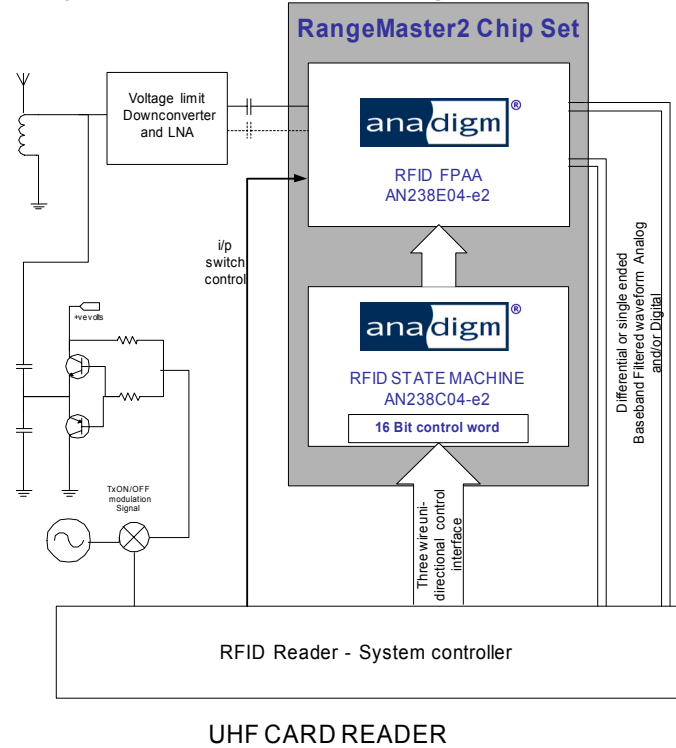 RangeMaster2 Chip Set
Voltage limit
Downconverter
and LNA
anadigm®
RFID FPAA
AN238E04-e2
i/p
switch
control
+ve volts
anadigm®
RFID STATE MACHINE
AN238C04-e2
16 Bit control word
Differential or single ended
Baseband Filtered waveform Analog
and/or Digital
TxON/OFF
modulation
Signal
Three wire uni-
directional control
interface
RFID Reader - System controller
UHF CARD READER